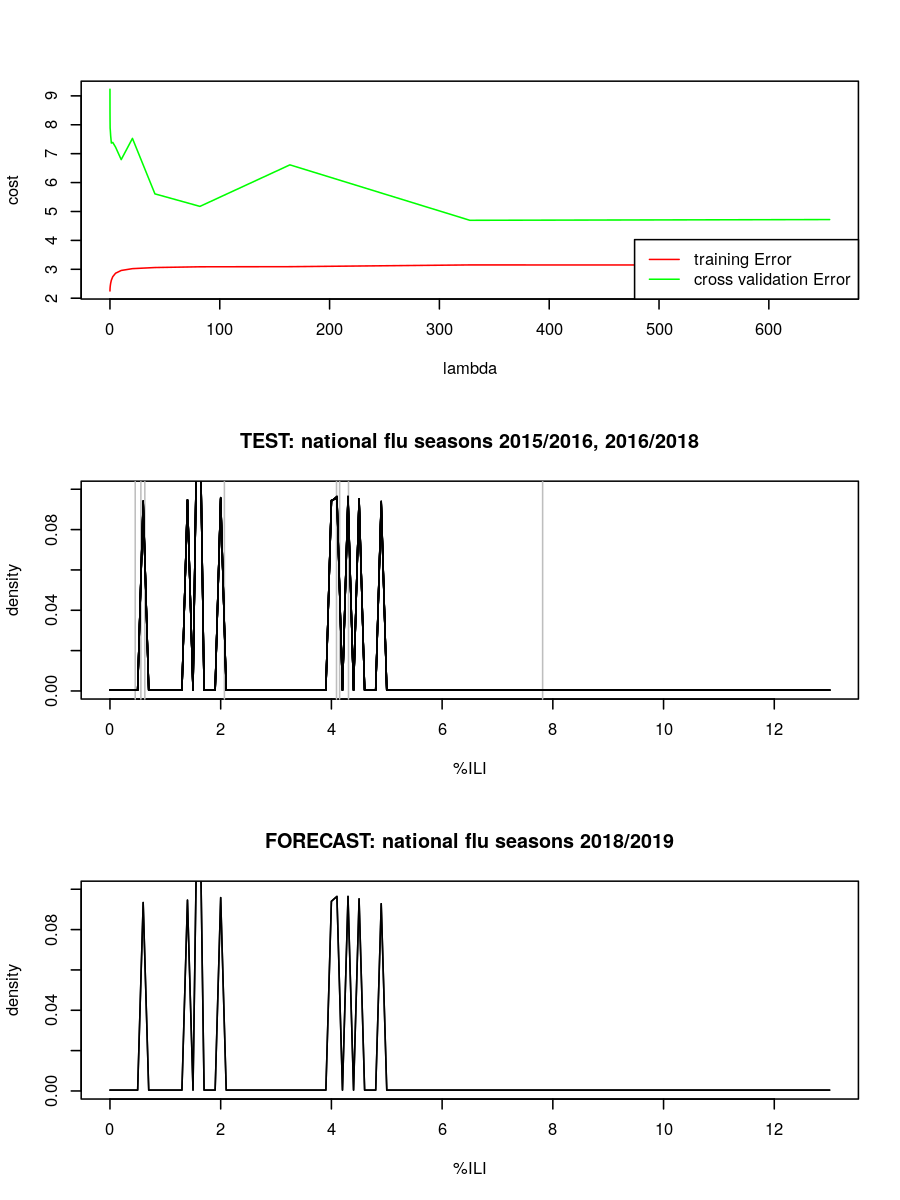 9
8
7
6
5
4
3
2
cost
0 100 200 300 400 500 600
lambda
training Error
cross validation Error
TEST: national flu seasons 2015/2016, 2016/2018
0.08
0.04
0.00
density
0 2 4 6 8 10 12
%ILI
FORECAST: national flu seasons 2018/2019
0.08
0.04
0.00
density
0 2 4 6 8 10 12
%ILI